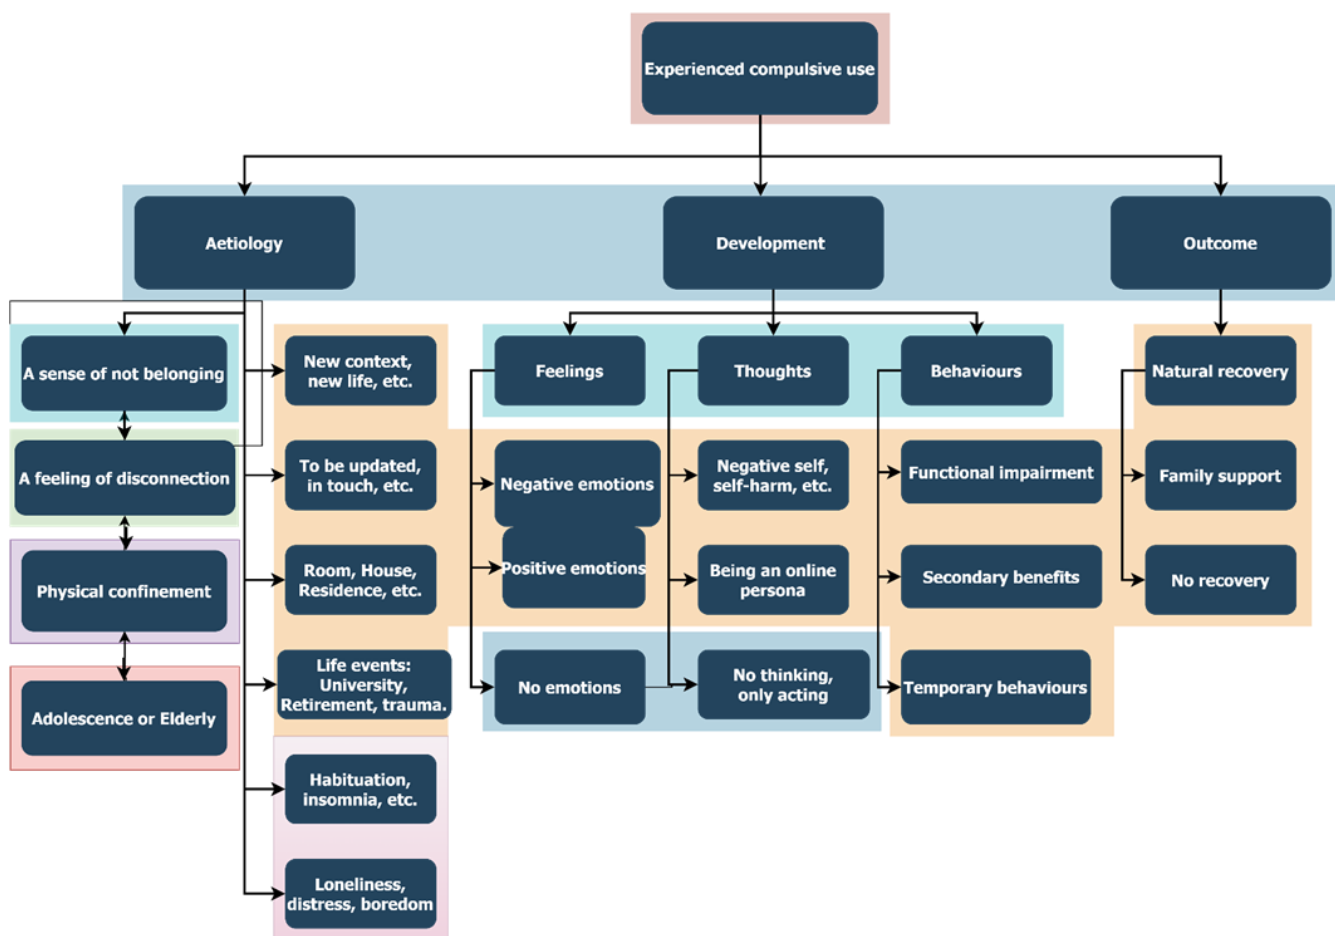 Experienced compulsive use
Aetiology
Development
Outcome
A sense of not belonging
New context,
new life, etc.
Feelings
Thoughts
Behaviours
Natural recovery
A feeling of disconnection
To be updated,
in touch, etc.
Negative emotions
Negative self,
self-harm, etc.
Functional impairment
Family support
Physical confinement
Room, House,
Residence, etc.
Positive emotions
Being an online
persona
Secondary benefits
No recovery
Adolescence or Elderly
Life events:
University,
Retirement, trauma.
No emotions
No thinking,
only acting
Temporary behaviours
Habituation,
insomnia, etc.
Loneliness,
distress, boredom